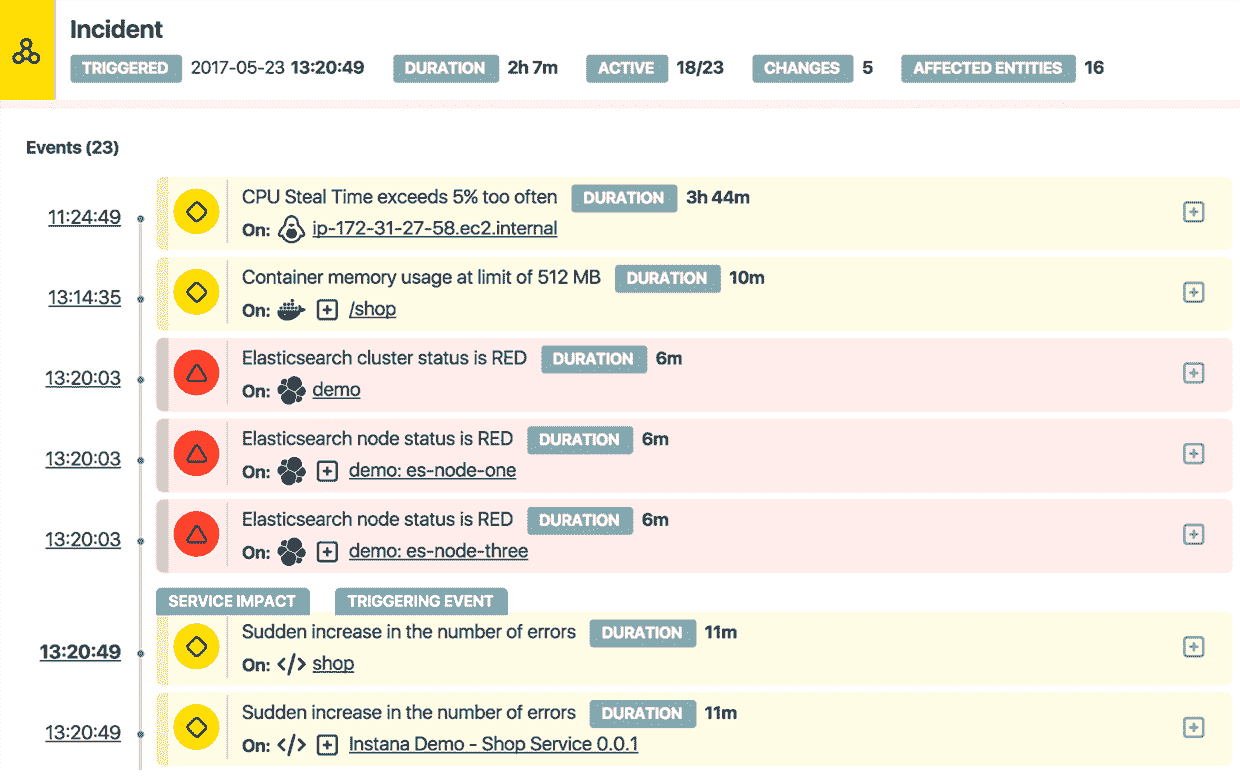 Incident
TRIGGERED 2017-05-23 13:20:49 DURATION 2h 7m ACTIVE 18/23 CHANGES 5 AFFECTED ENTITIES 16
Events (23)
11:24:49 CPU Steal Time exceeds 5% too often DURATION 3h 44m
On: ip-172-31-27-58.ec2.internal
13:14:35 Container memory usage at limit of 512 MB DURATION 10m
On: /shop
13:20:03 Elasticsearch cluster status is RED DURATION 6m
On: demo
13:20:03 Elasticsearch node status is RED DURATION 6m
On: demo: es-node-one
13:20:03 Elasticsearch node status is RED DURATION 6m
On: demo: es-node-three
SERVICE IMPACT TRIGGERING EVENT
13:20:49 Sudden increase in the number of errors DURATION 11m
On: </> shop
13:20:49 Sudden increase in the number of errors DURATION 11m
On: </> Instana Demo - Shop Service 0.0.1